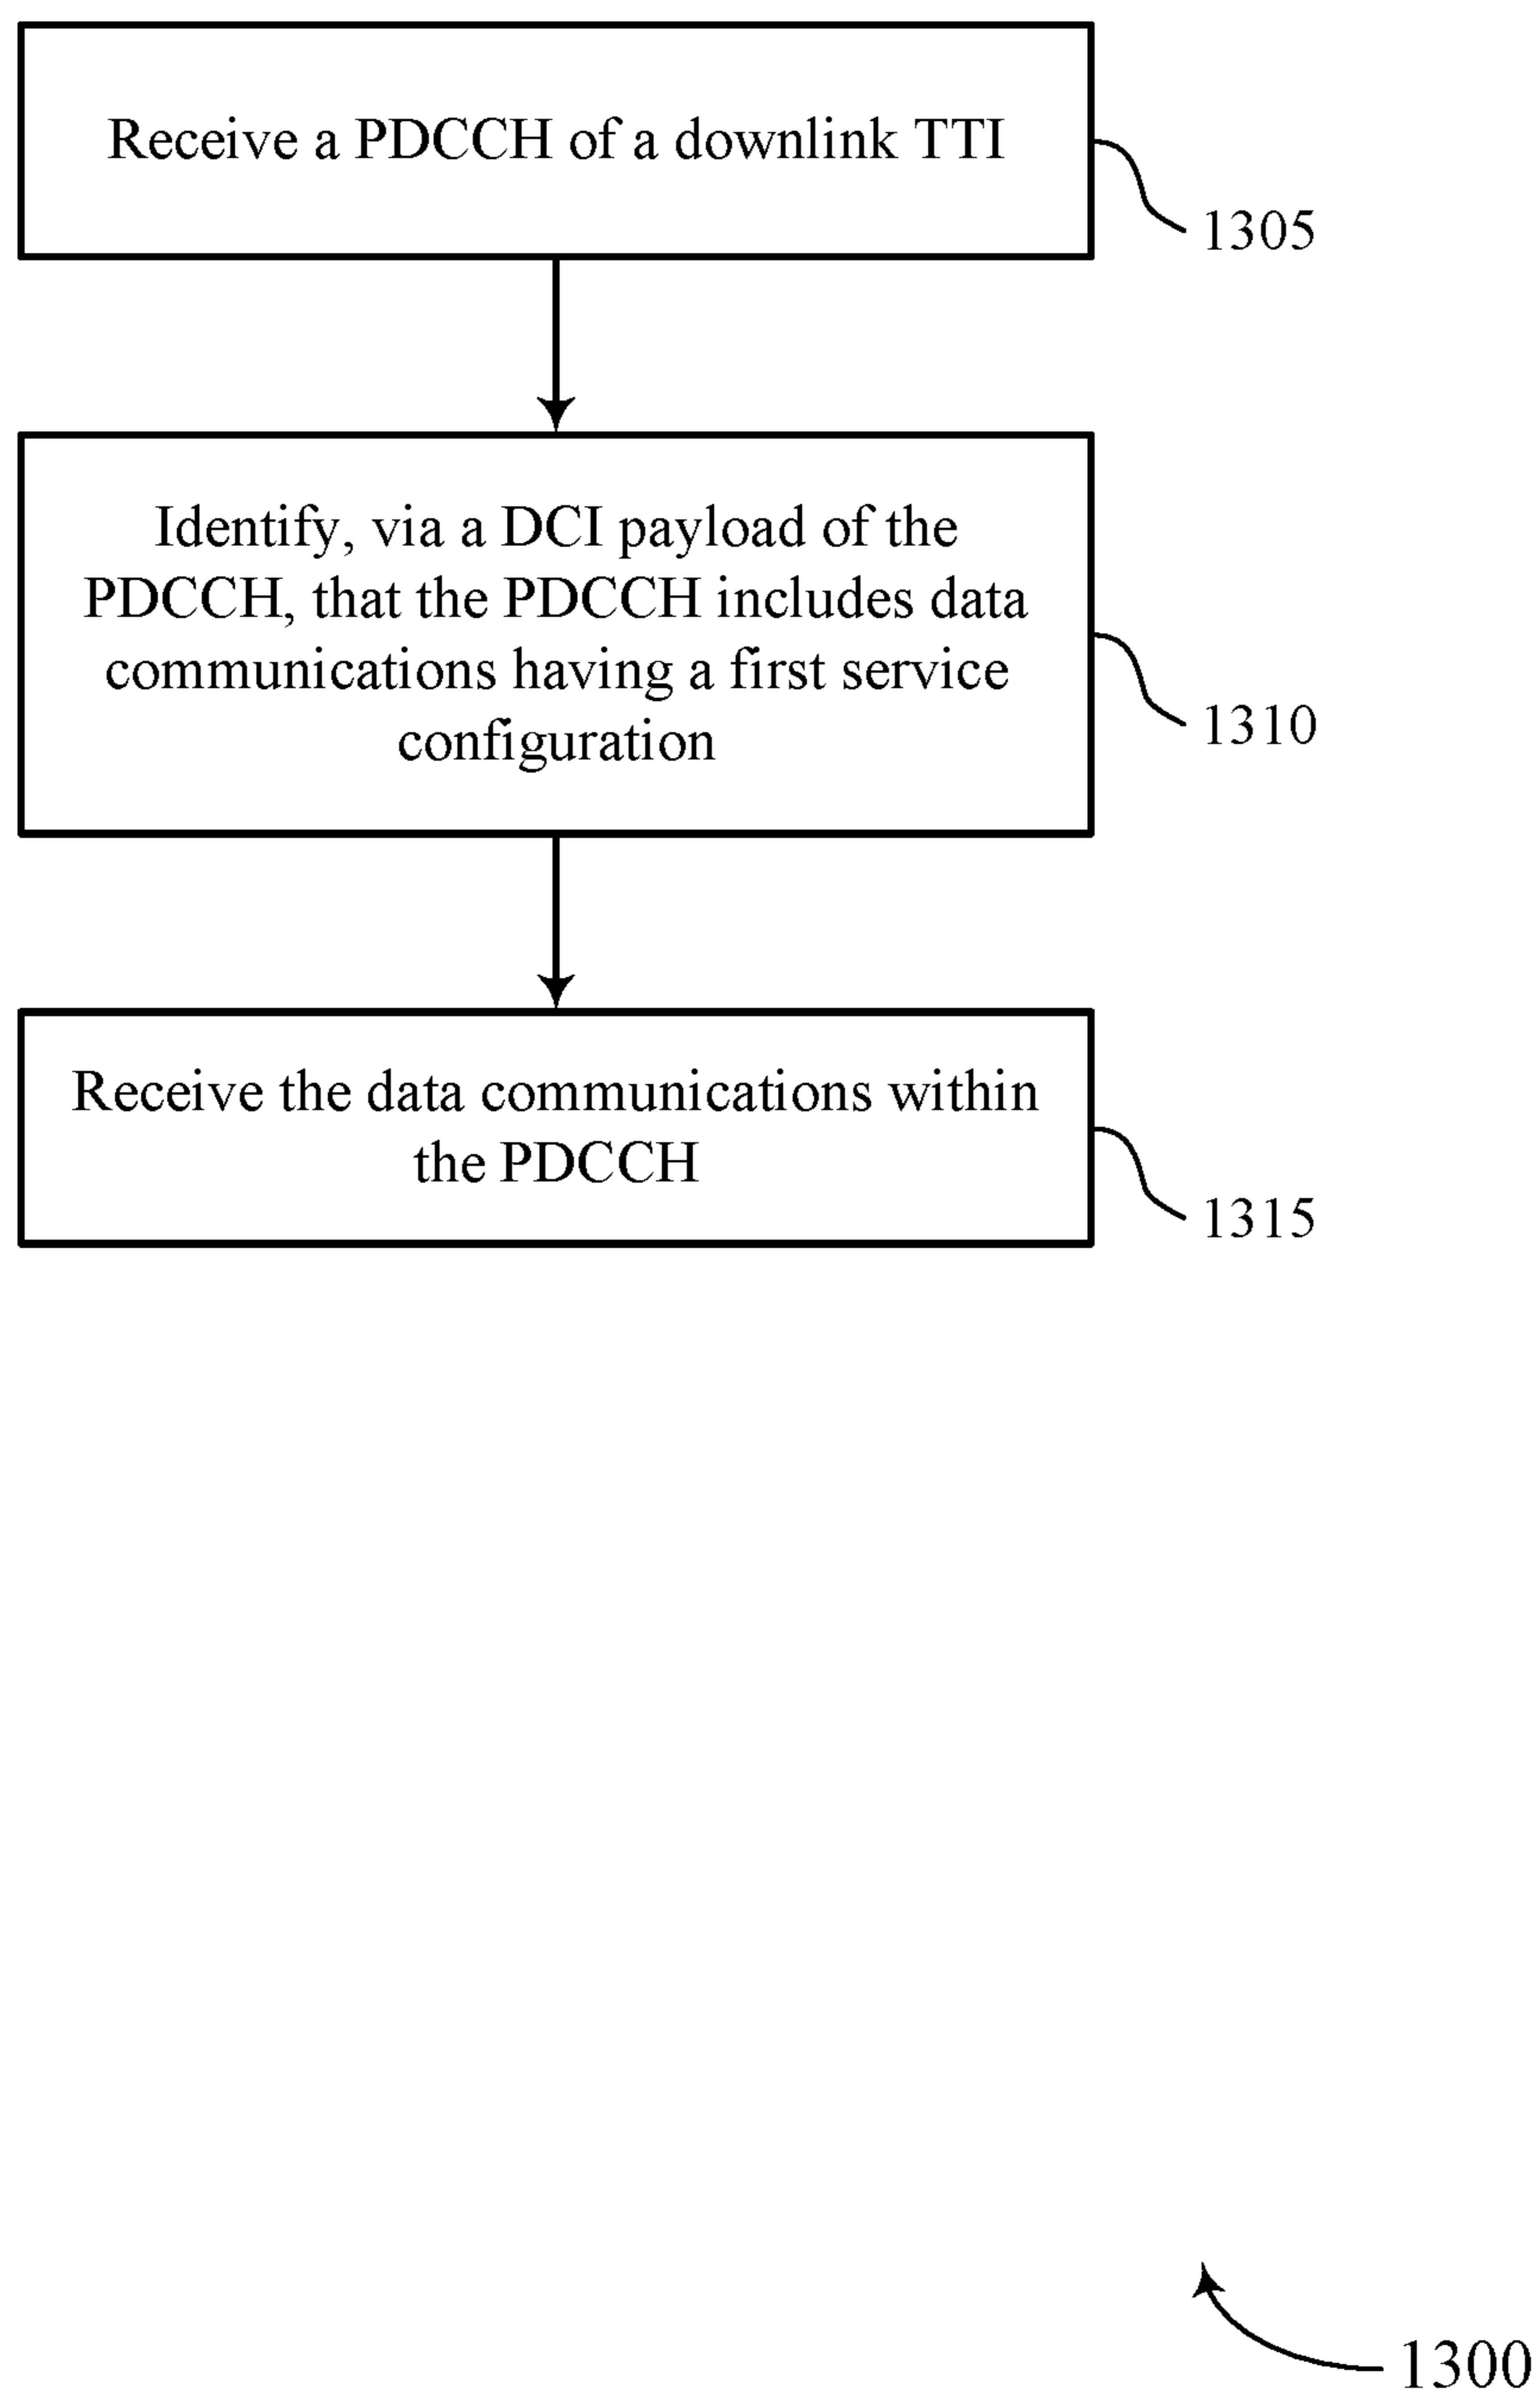 Receive a PDCCH of a downlink TTI
1305
Identify, via a DCI payload of the
PDCCH, that the PDCCH includes data
communications having a first service
configuration
1310
Receive the data communications within
the PDCCH
1315
1300